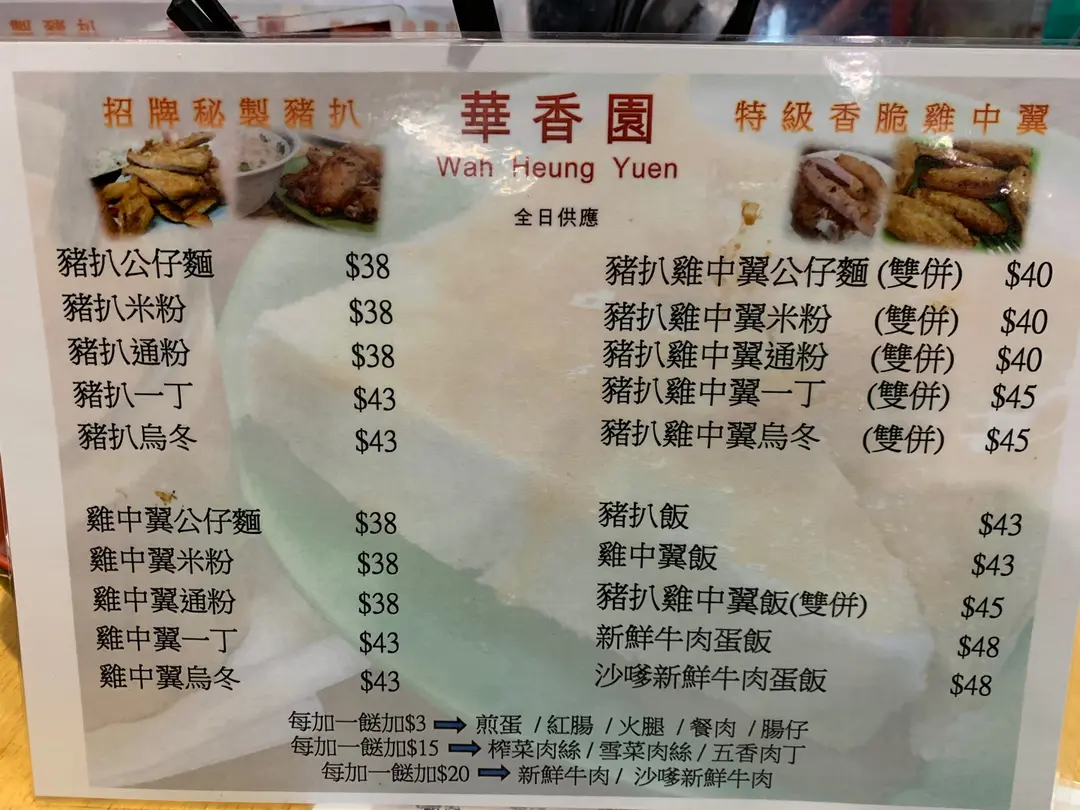 招牌秘製豬扒
華香園
特級香脆雞中翼
Wah Heung Yuen
全日供應
豬扒公仔麵 $38
豬扒米粉 $38
豬扒通粉 $38
豬扒一丁 $43
豬扒烏冬 $43
豬扒雞中翼公仔麵 (雙併) $40
豬扒雞中翼米粉 (雙併) $40
豬扒雞中翼通粉 (雙併) $40
豬扒雞中翼一丁 (雙併) $45
豬扒雞中翼烏冬 (雙併) $45
雞中翼公仔麵 $38
雞中翼米粉 $38
雞中翼通粉 $38
雞中翼一丁 $43
雞中翼烏冬 $43
豬扒飯 $43
雞中翼飯 $43
豬扒雞中翼飯(雙併) $45
新鮮牛肉蛋飯 $48
沙嗲新鮮牛肉蛋飯 $48
每加一餸加$3 ➡ 煎蛋 / 紅腸 / 火腿 / 餐肉 / 腸仔
每加一餸加$15 ➡ 榨菜肉絲 / 雪菜肉絲 / 五香肉丁
每加一餸加$20 ➡ 新鮮牛肉 / 沙嗲新鮮牛肉